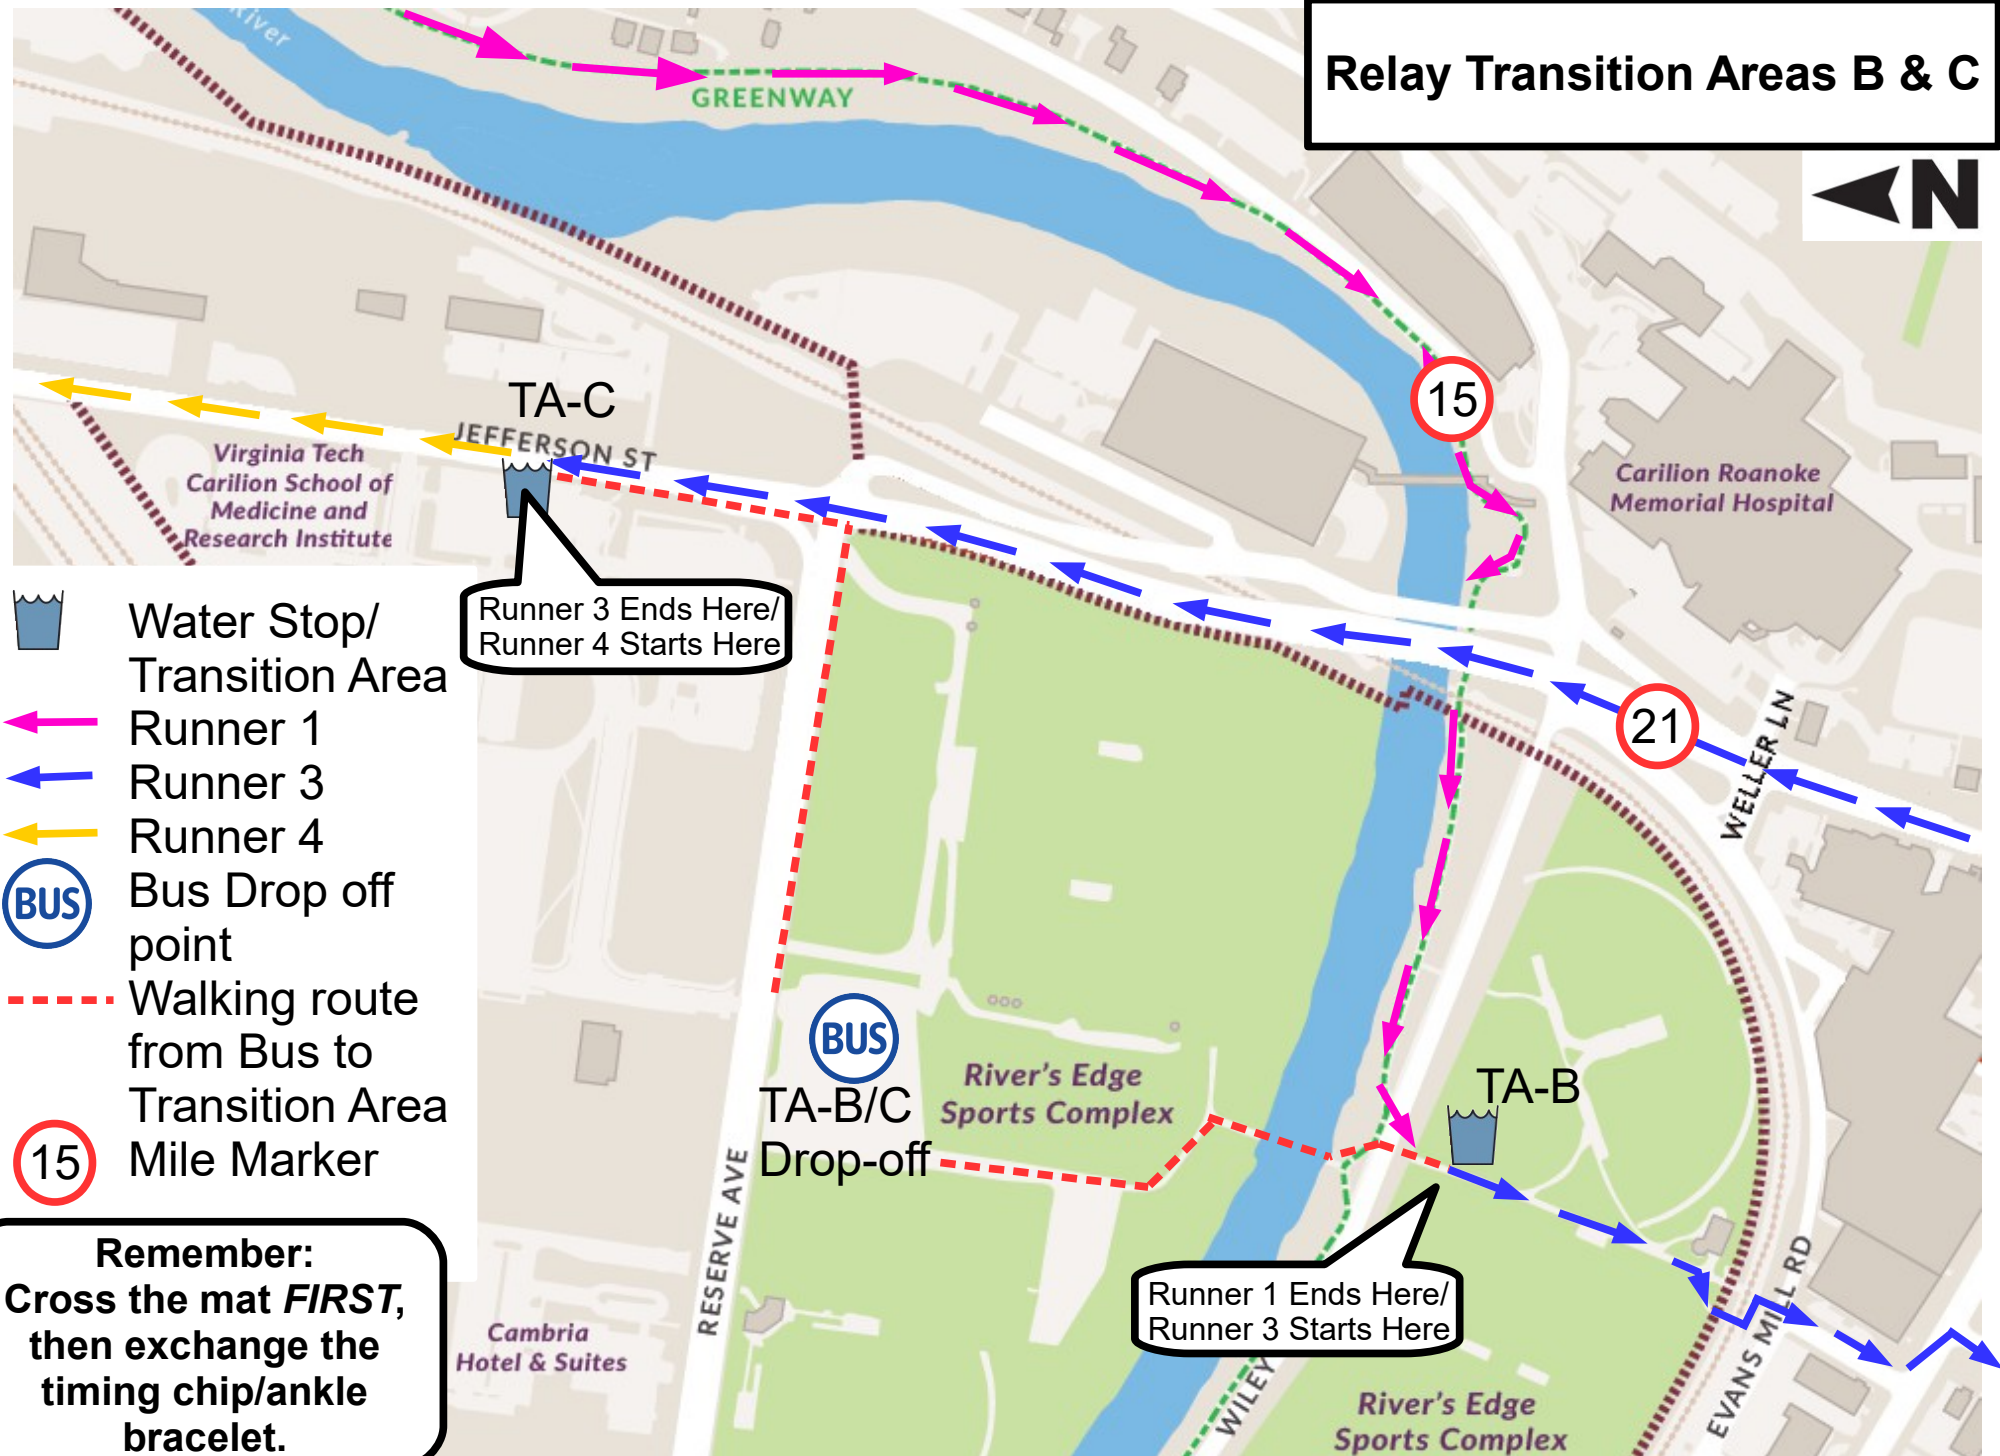 River
GREENWAY
Relay Transition Areas B & C
N
15
TA-C
JEFFERSON ST
Virginia Tech
Carilion School of
Medicine and
Research Institute
Carilion Roanoke
Memorial Hospital
Runner 3 Ends Here/
Runner 4 Starts Here
21
WELLER LN
Water Stop/
Transition Area
Runner 1
Runner 3
Runner 4
BUS
Bus Drop off
point
Walking route
from Bus to
Transition Area
15
Mile Marker
BUS
TA-B/C
Drop-off
River's Edge
Sports Complex
TA-B
RESERVE AVE
Runner 1 Ends Here/
Runner 3 Starts Here
EVANS MILL RD
WILEY
Remember:
Cross the mat FIRST,
then exchange the
timing chip/ankle
bracelet.
Cambria
Hotel & Suites
River's Edge
Sports Complex